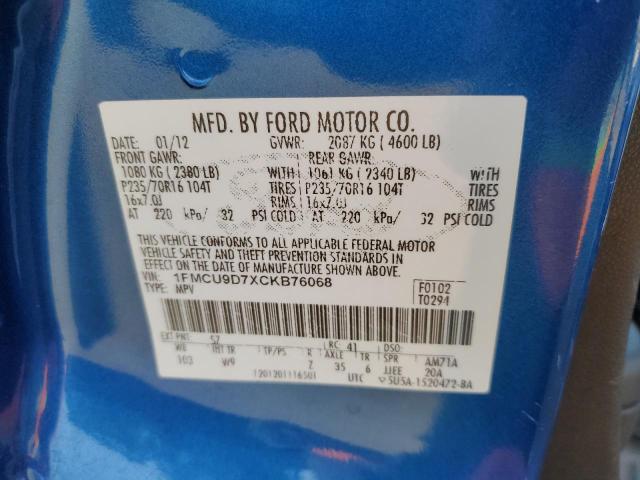 MFD. BY FORD MOTOR CO.
DATE: 01/12 GVWR: 2087 KG ( 4600 LB)
FRONT GAWR: REAR GAWR:
1080 KG ( 2380 LB) WITH 1061 KG ( 2340 LB) WITH
P235/70R16 104T TIRES P235/70R16 104T TIRES
16x7.0J RIMS 16x7.0J RIMS
AT 220 kPa/ 32 PSI COLD AT 220 kPa/ 32 PSI COLD
THIS VEHICLE CONFORMS TO ALL APPLICABLE FEDERAL MOTOR
VEHICLE SAFETY AND THEFT PREVENTION STANDARDS IN
EFFECT ON THE DATE OF MANUFACTURE SHOWN ABOVE.
VIN: 1FMCU9D7XCKB76068 F0102
TYPE: MPV T0294
EXT PNT: SZ RC: 41 DSO:
WB INT TR TP/PS R AXLE TR SPR AM71A
103 W9 Z 35 6 JJEE 20A
1201201116501 UTC 5U5A-1520472-BA